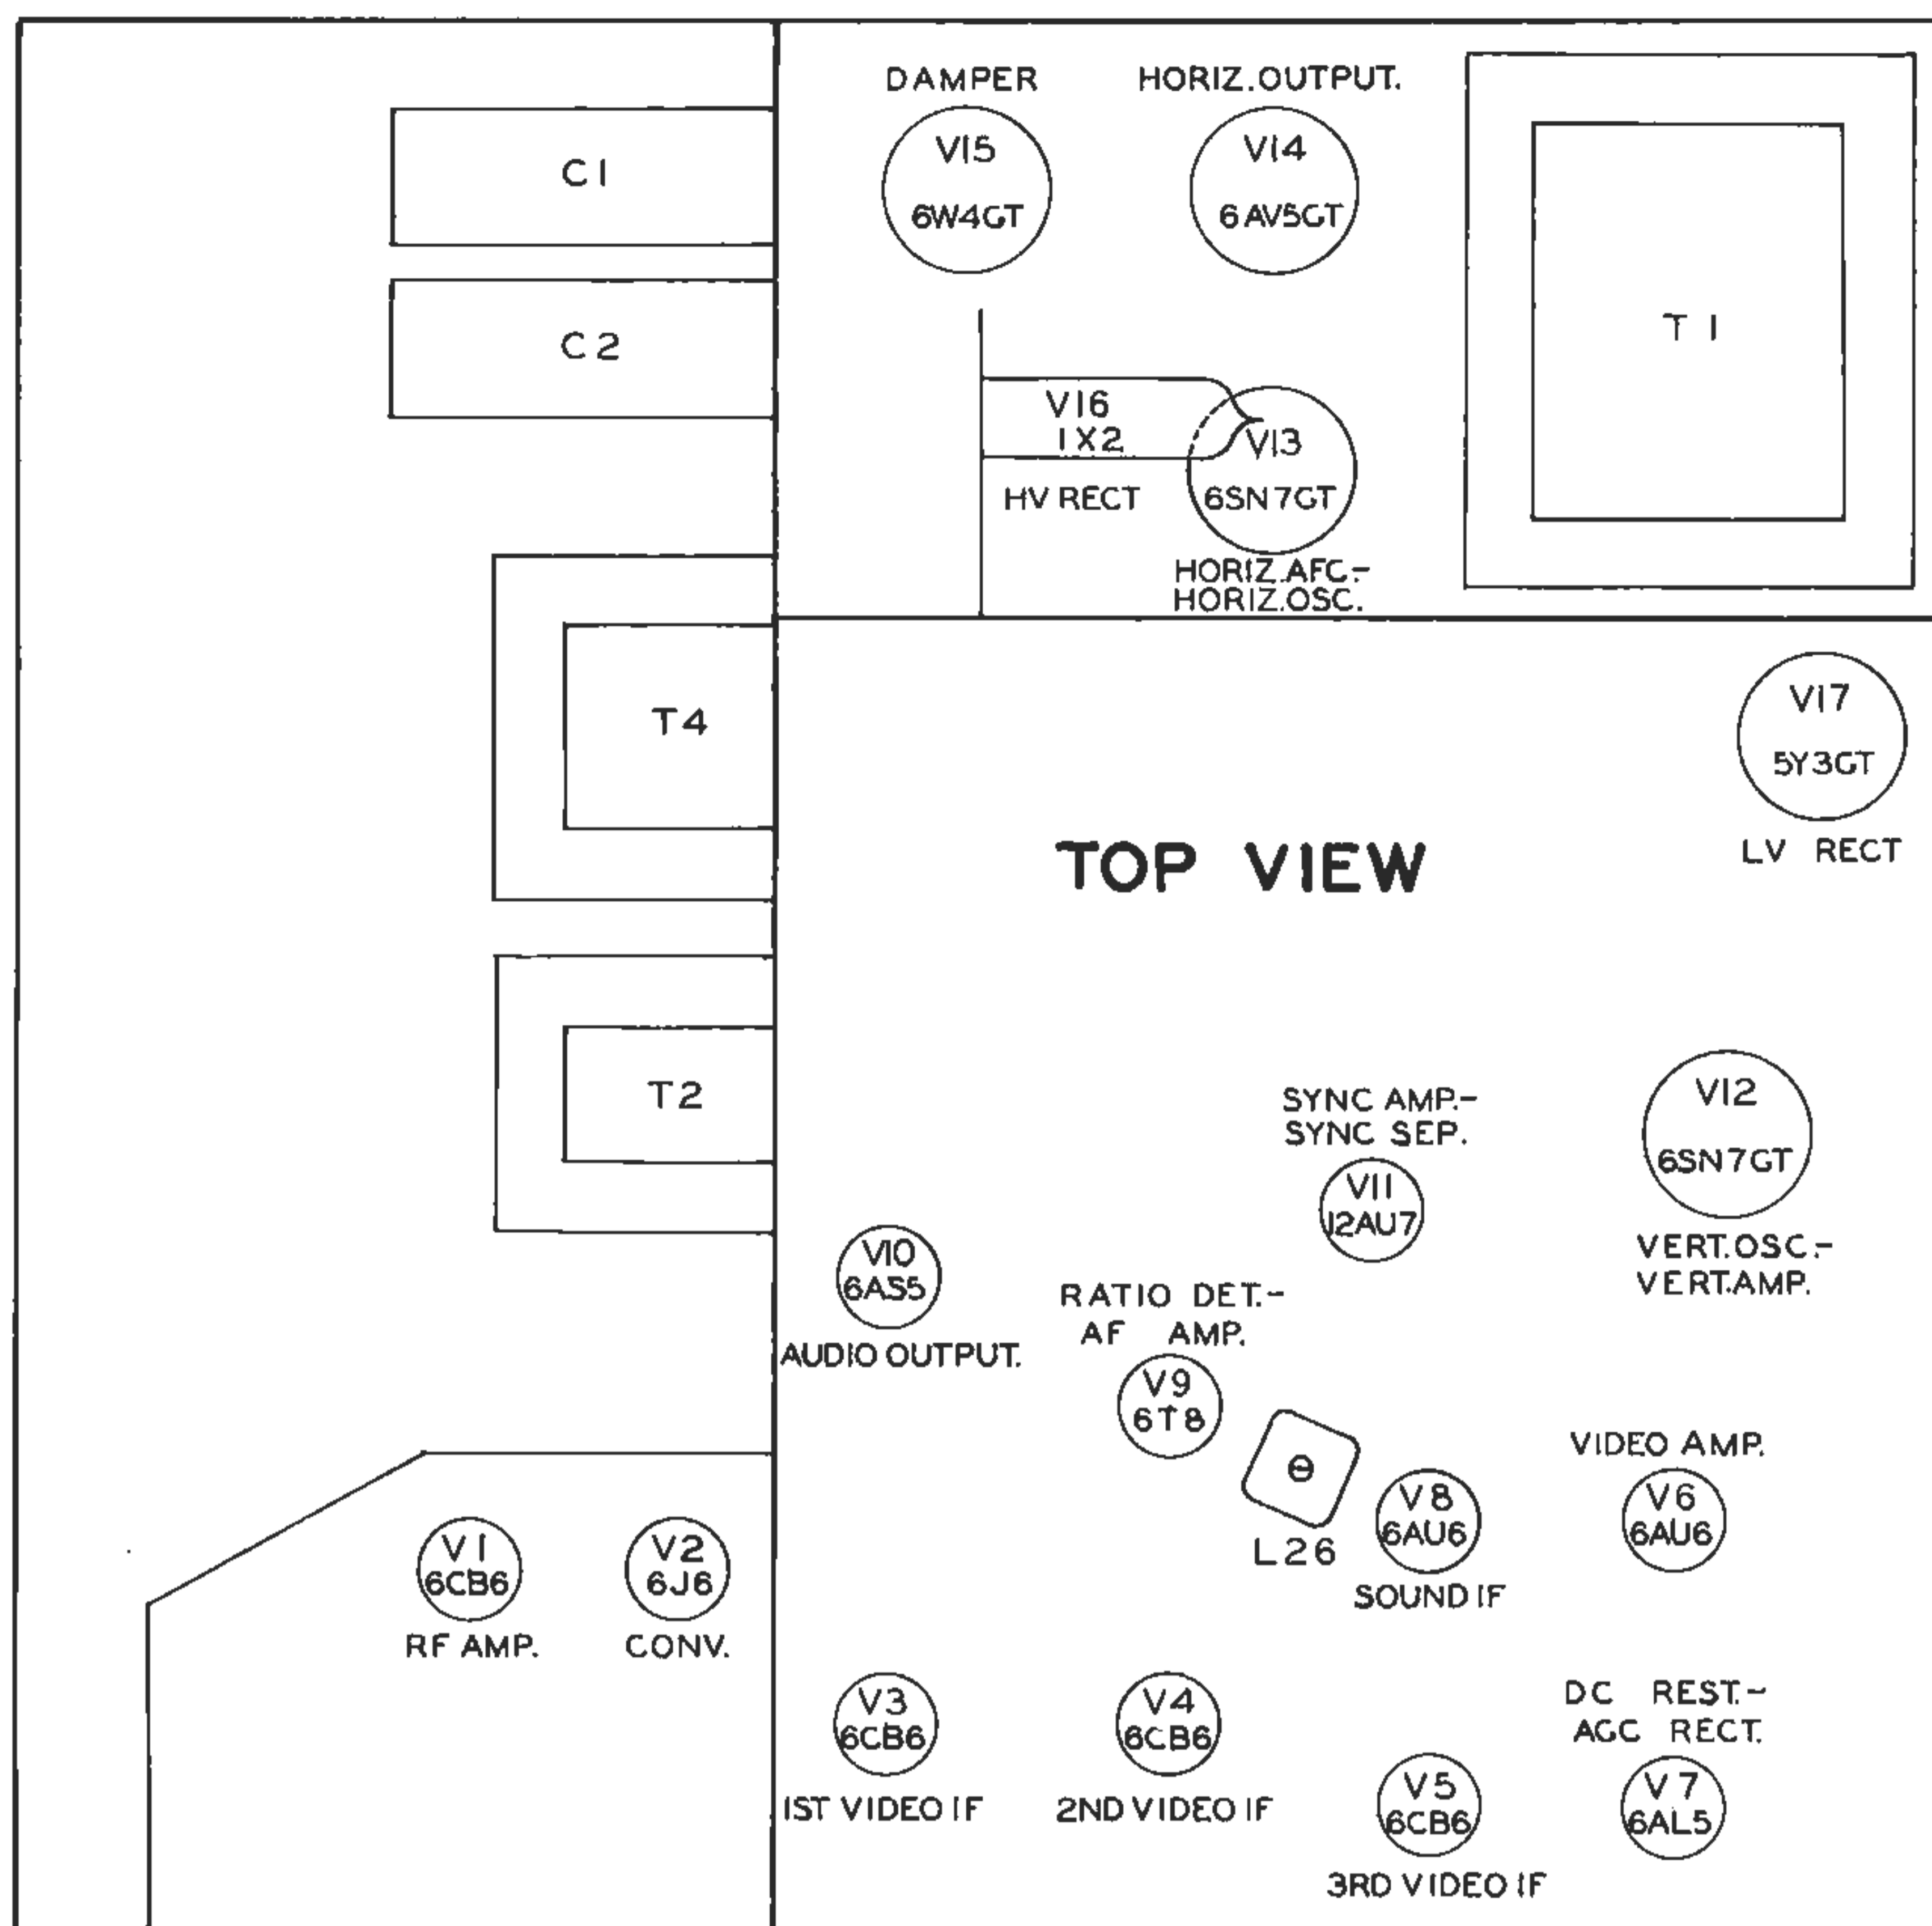 DAMPER
V15
6W4GT
HORIZ.OUTPUT.
V14
6AV5GT
C1
C2
T1
V16
1X2
HV RECT
V13
6SN7GT
HORIZ.AFC.-
HORIZ.OSC.
T4
V17
5Y3GT
LV RECT
TOP VIEW
T2
SYNC AMP.-
SYNC SEP.
V11
12AU7
V12
6SN7GT
VERT.OSC.-
VERT.AMP.
V10
6AS5
AUDIO OUTPUT.
RATIO DET.-
AF AMP.
V9
6T8
L26
V8
6AU6
SOUND IF
VIDEO AMP.
V6
6AU6
V1
6CB6
RF AMP.
V2
6J6
CONV.
V3
6CB6
1ST VIDEO IF
V4
6CB6
2ND VIDEO IF
V5
6CB6
3RD VIDEO IF
DC REST.-
AGC RECT.
V7
6AL5